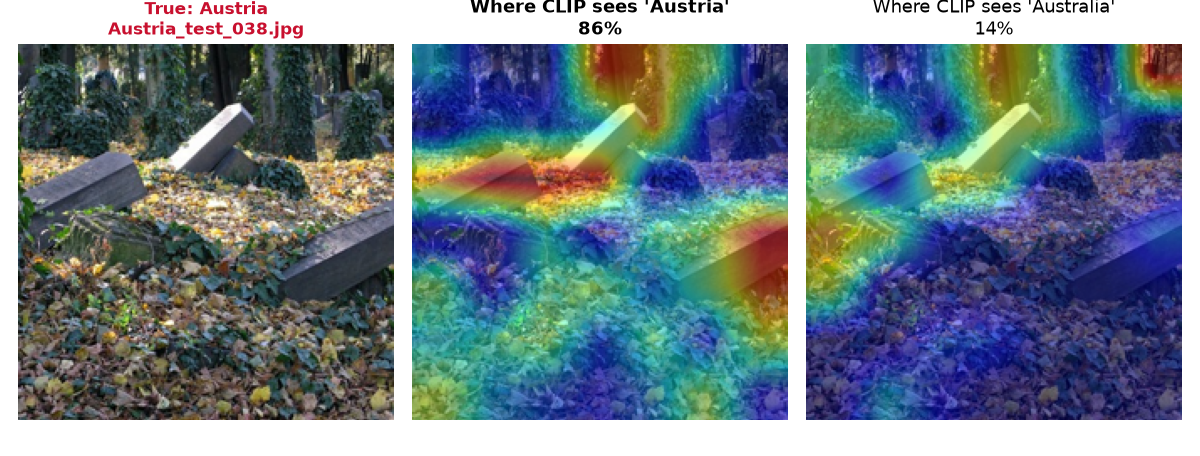 True: Austria
Austria_test_038.jpg
Where CLIP sees 'Austria'
86%
Where CLIP sees 'Australia'
14%